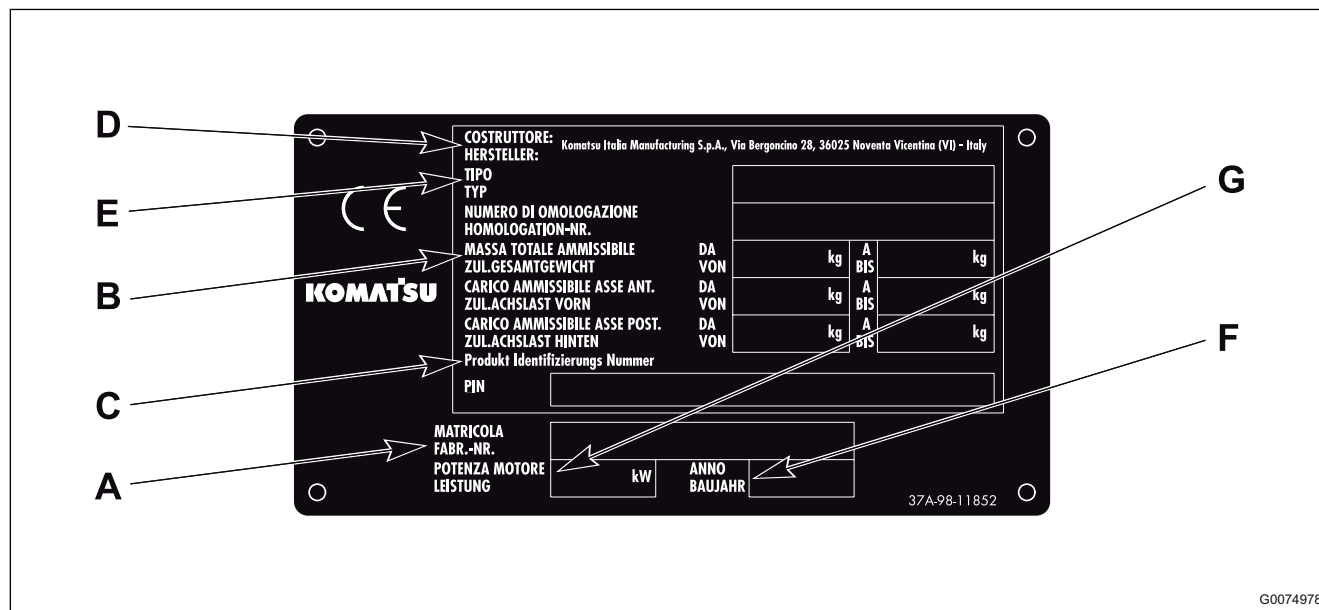 D
E
B
C
A
G
F
CE
KOMATSU
COSTRUTTORE:
HERSTELLER:
Komatsu Italia Manufacturing S.p.A., Via Bergoncino 28, 36025 Noventa Vicentina (VI) - Italy
TIPO
TYP
NUMERO DI OMOLOGAZIONE
HOMOLOGATION-NR.
MASSA TOTALE AMMISSIBILE DA kg A kg
ZUL.GESAMTGEWICHT VON BIS
CARICO AMMISSIBILE ASSE ANT. DA kg A kg
ZUL.ACHSLAST VORN VON BIS
CARICO AMMISSIBILE ASSE POST. DA kg A kg
ZUL.ACHSLAST HINTEN VON BIS
Produkt Identifizierungs Nummer
PIN
MATRICOLA
FABR.-NR.
POTENZA MOTORE kW ANNO
LEISTUNG BAUJAHR
37A-98-11852
G0074978